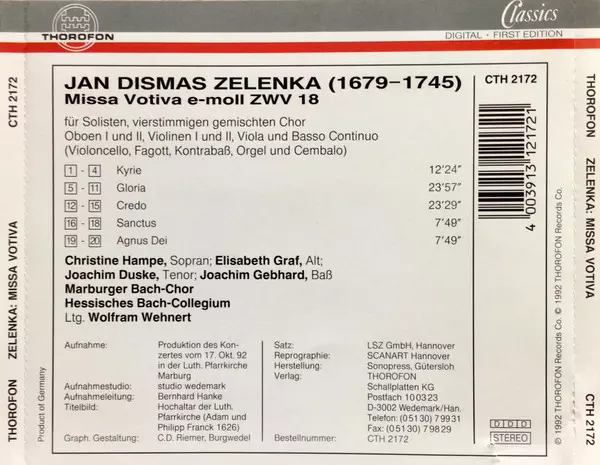 THOROFON
Classics
DIGITAL · FIRST EDITION
CTH 2172
ZELENKA: MISSA VOTIVA
THOROFON
Product of Germany
JAN DISMAS ZELENKA (1679–1745)
CTH 2172
Missa Votiva e-moll ZWV 18
für Solisten, vierstimmigen gemischten Chor
Oboen I und II, Violinen I und II, Viola und Basso Continuo
(Violoncello, Fagott, Kontrabaß, Orgel und Cembalo)
1 - 4 Kyrie 12'24"
5 - 11 Gloria 23'57"
12 - 15 Credo 23'29"
16 - 18 Sanctus 7'49"
19 - 20 Agnus Dei 7'49"
Christine Hampe, Sopran; Elisabeth Graf, Alt;
Joachim Duske, Tenor; Joachim Gebhard, Baß
Marburger Bach-Chor
Hessisches Bach-Collegium
Ltg. Wolfram Wehnert
4 003913 121721
Aufnahme: Produktion des Kon-
zertes vom 17. Okt. 92
in der Luth. Pfarrkirche
Marburg
Aufnahmestudio: studio wedemark
Aufnahmeleitung: Bernhard Hanke
Titelbild: Hochaltar der Luth.
Pfarrkirche (Adam und
Philipp Franck 1626)
Graph. Gestaltung: C.D. Riemer, Burgwedel
Satz: LSZ GmbH, Hannover
Reprographie: SCANART Hannover
Herstellung: Sonopress, Gütersloh
Verlag: THOROFON
Schallplatten KG
Postfach 100323
D-3002 Wedemark/Han.
Telefon (05130) 79931
Fax (05130) 79829
Bestellnummer: CTH 2172
DDD
STEREO
℗ 1992 THOROFON Records Co. © 1992 THOROFON Records Co.
THOROFON
ZELENKA: MISSA VOTIVA
CTH 2172